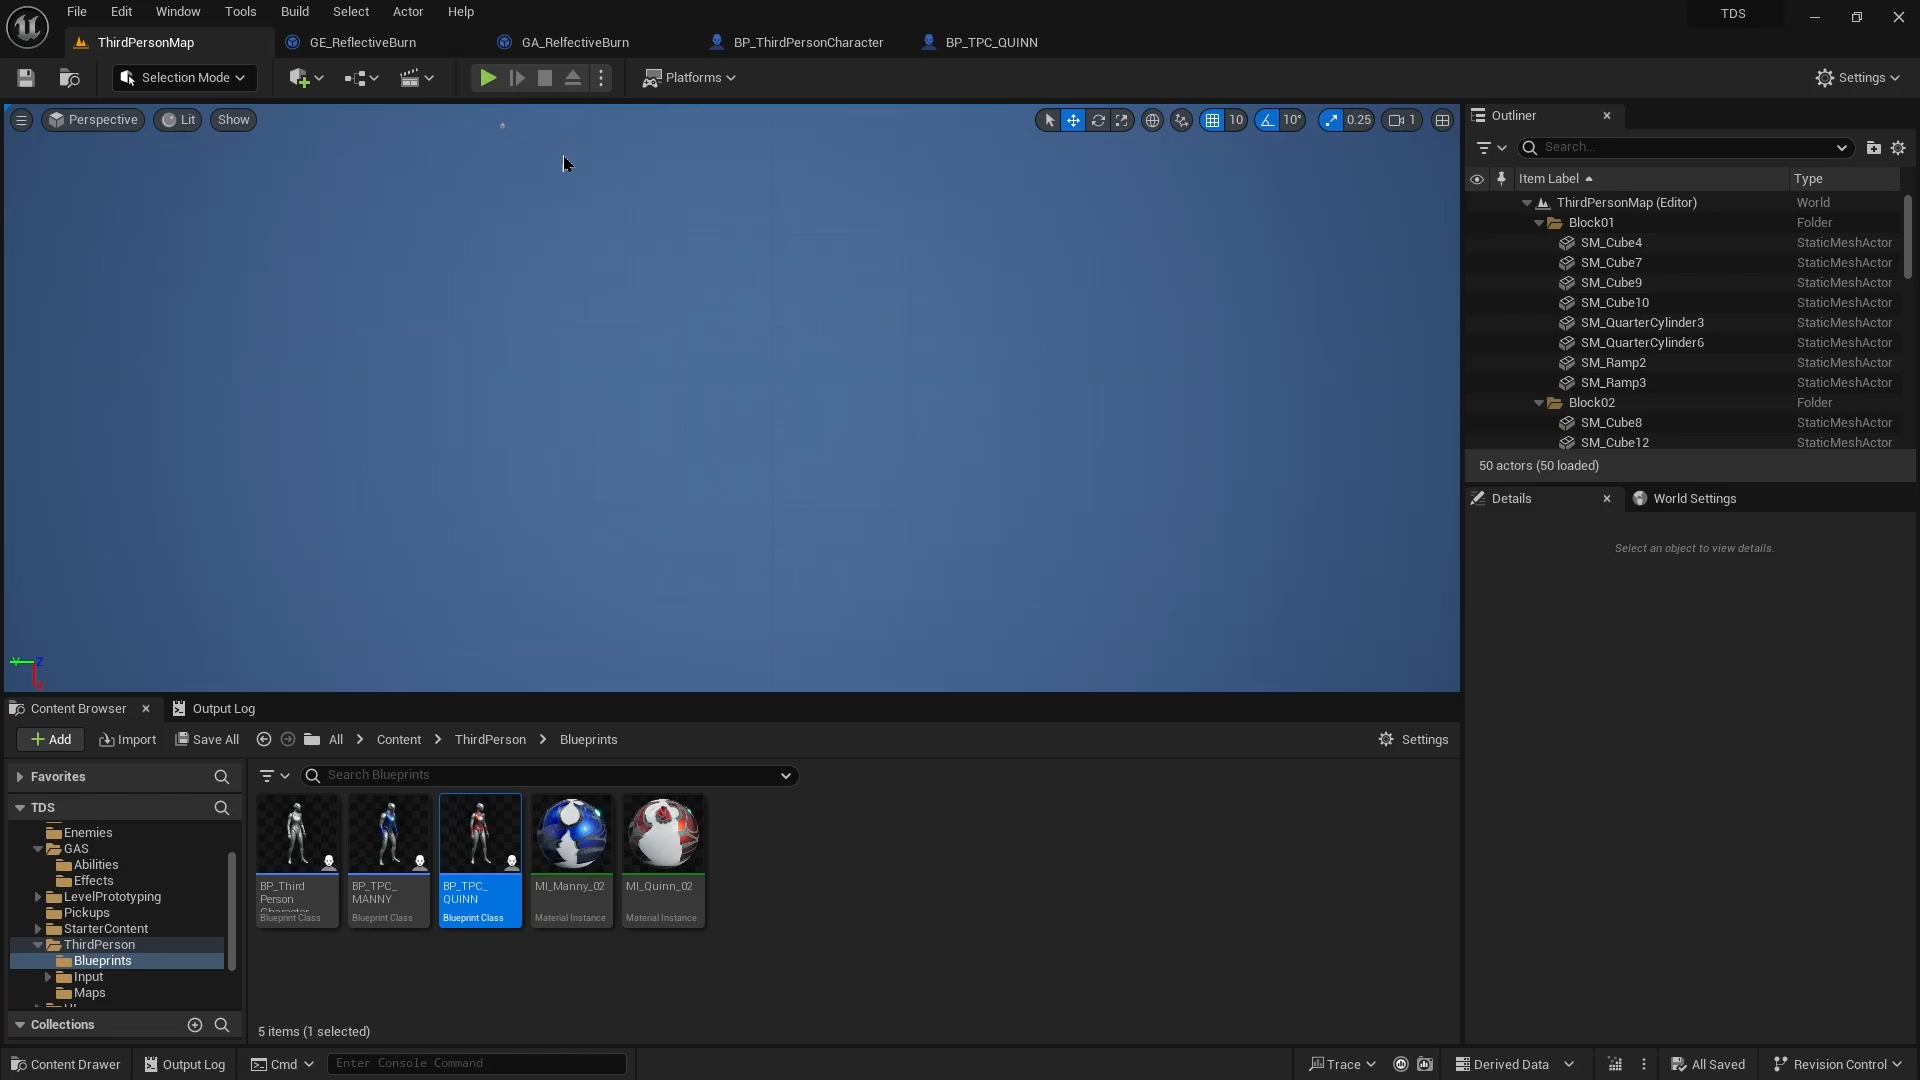 File Edit Window Tools Build Select Actor Help
TDS
ThirdPersonMap
GE_ReflectiveBurn
GA_RelfectiveBurn
BP_ThirdPersonCharacter
BP_TPC_QUINN
Selection Mode
Platforms
Settings
Perspective
Lit
Show
10
10°
0.25
1
Y Z
Outliner
Search...
Item Label
Type
ThirdPersonMap (Editor) World
Block01 Folder
SM_Cube4 StaticMeshActor
SM_Cube7 StaticMeshActor
SM_Cube9 StaticMeshActor
SM_Cube10 StaticMeshActor
SM_QuarterCylinder3 StaticMeshActor
SM_QuarterCylinder6 StaticMeshActor
SM_Ramp2 StaticMeshActor
SM_Ramp3 StaticMeshActor
Block02 Folder
SM_Cube8 StaticMeshActor
SM_Cube12 StaticMeshActor
50 actors (50 loaded)
Details
World Settings
Select an object to view details.
Content Browser
Output Log
Add
Import
Save All
All
Content
ThirdPerson
Blueprints
Settings
Favorites
TDS
Enemies
GAS
Abilities
Effects
LevelPrototyping
Pickups
StarterContent
ThirdPerson
Blueprints
Input
Maps
Collections
Search Blueprints
BP_Third
Person
Character
Blueprint Class
BP_TPC_
MANNY
Blueprint Class
BP_TPC_
QUINN
Blueprint Class
MI_Manny_02
Material Instance
MI_Quinn_02
Material Instance
5 items (1 selected)
Content Drawer
Output Log
Cmd
Enter Console Command
Trace
Derived Data
All Saved
Revision Control